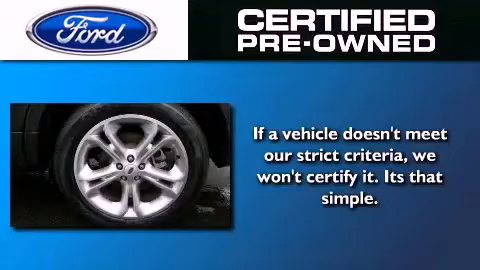 Ford
CERTIFIED
PRE-OWNED
If a vehicle doesn't meet
our strict criteria, we
won't certify it. Its that
simple.